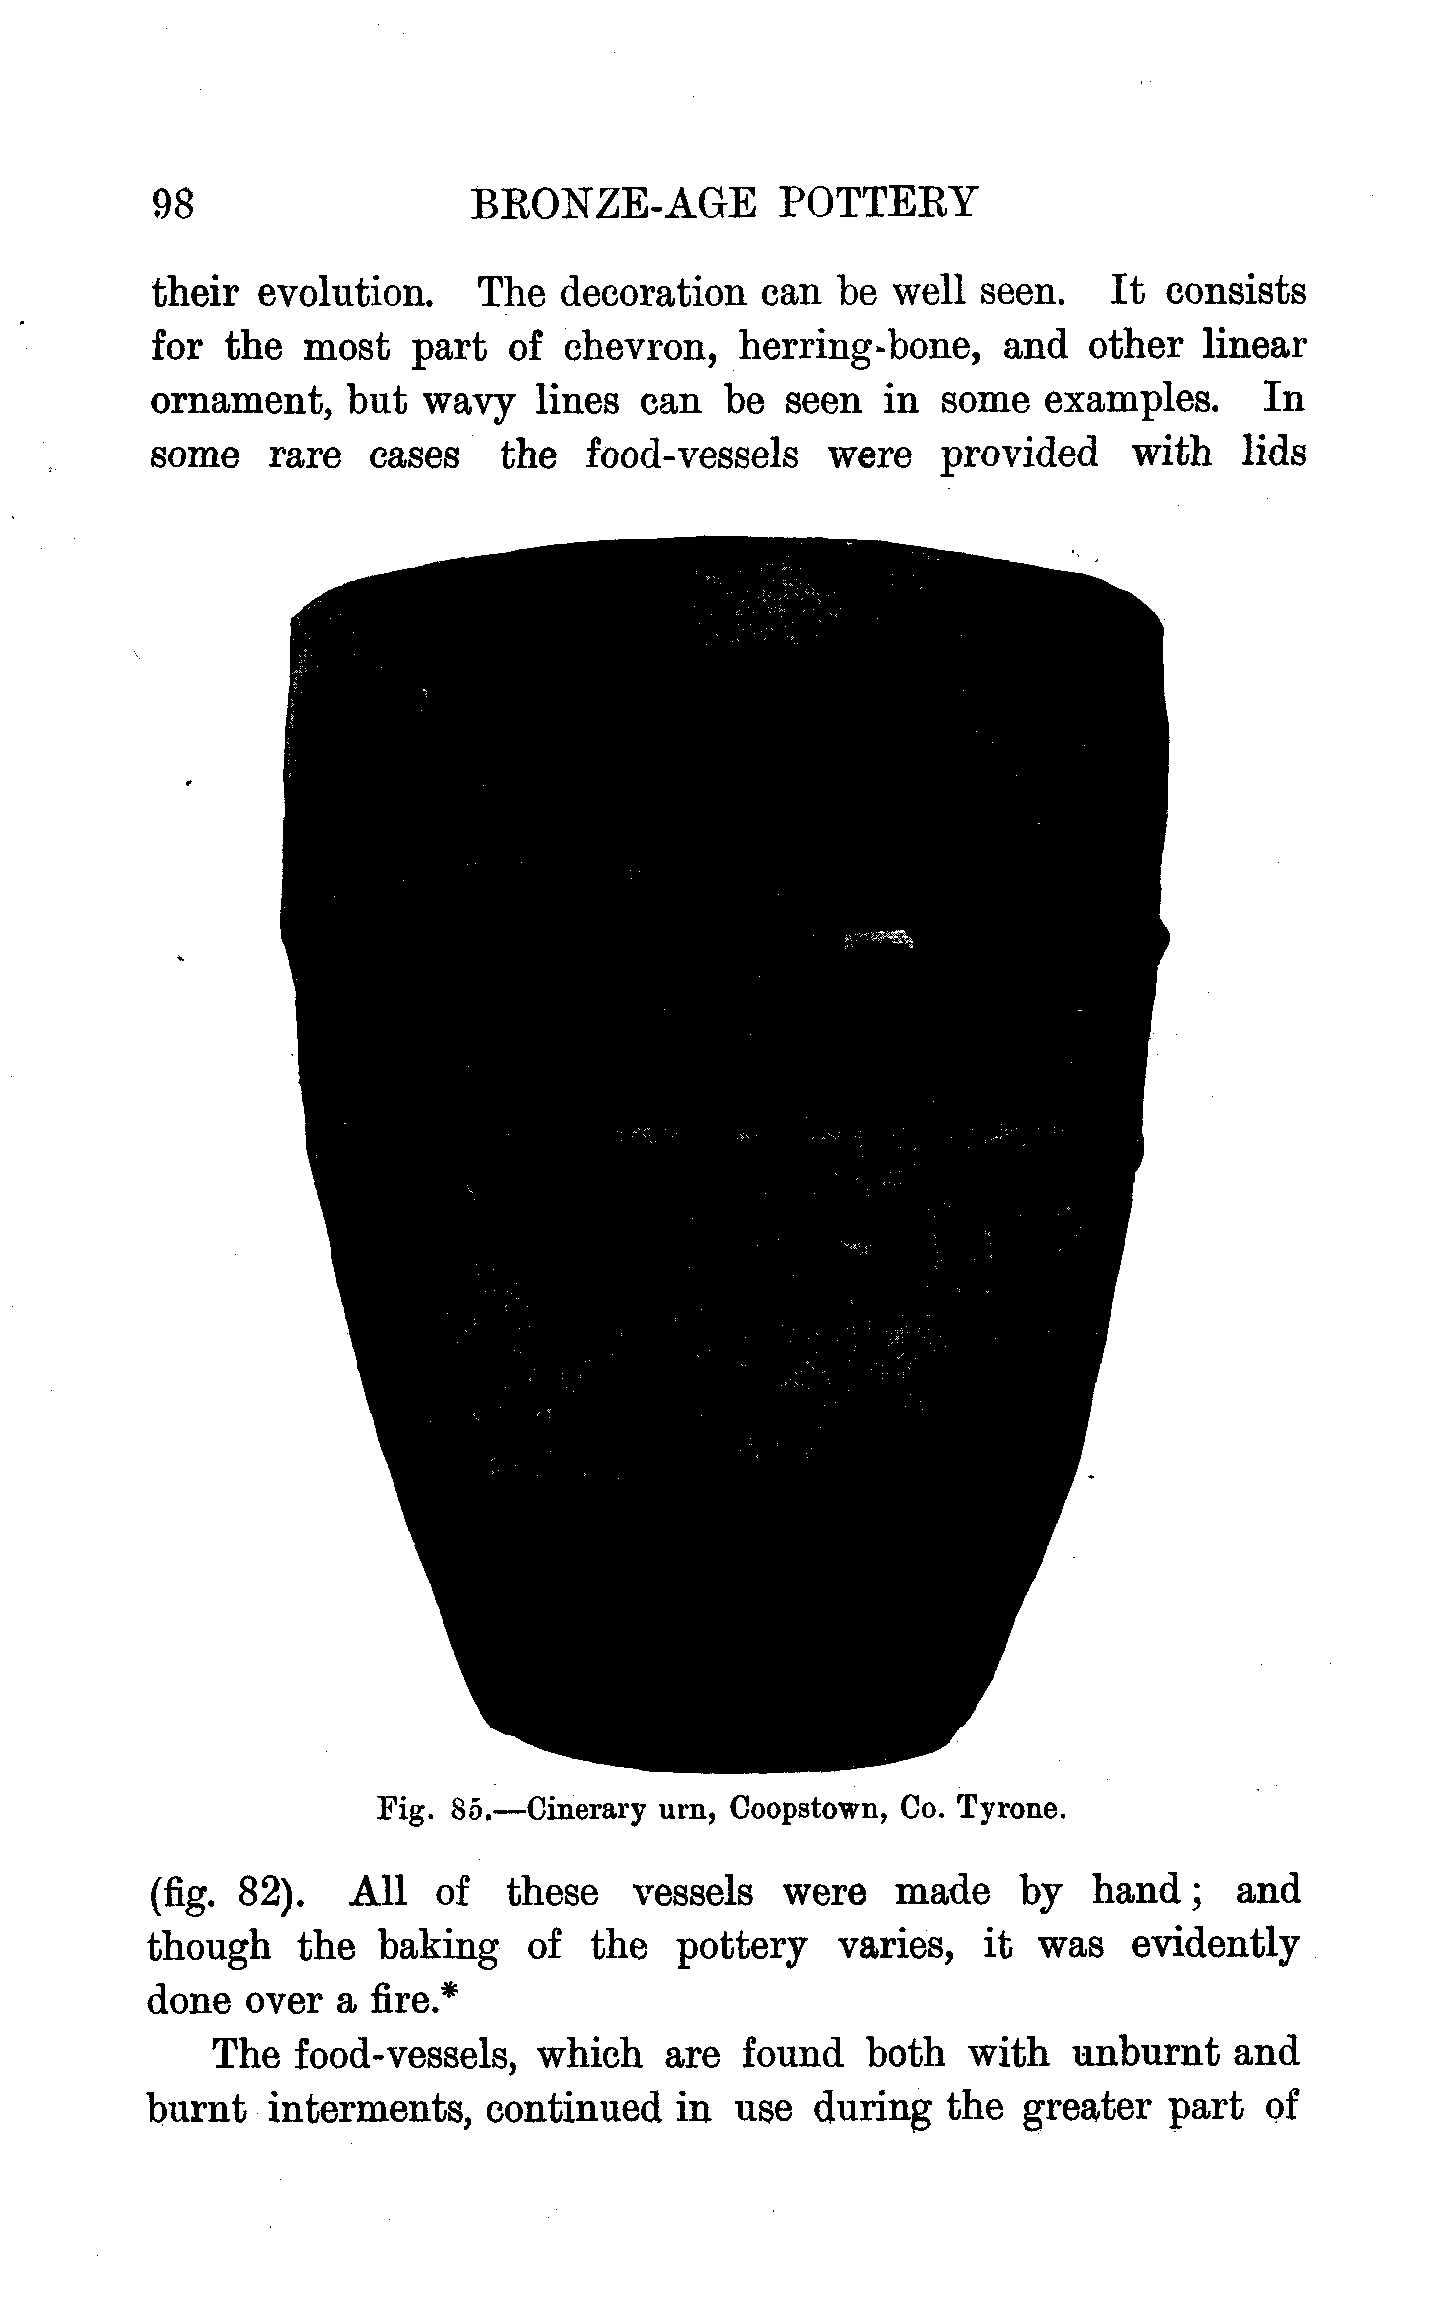 98 BRONZE-AGE POTTERY
their evolution. The decoration can be well seen. It consists
for the most part of chevron, herring-bone, and other linear
ornament, but wavy lines can be seen in some examples. In
some rare cases the food-vessels were provided with lids
Fig. 85.—Cinerary urn, Coopstown, Co. Tyrone.
(fig. 82). All of these vessels were made by hand; and
though the baking of the pottery varies, it was evidently
done over a fire.*
The food-vessels, which are found both with unburnt and
burnt interments, continued in use during the greater part of